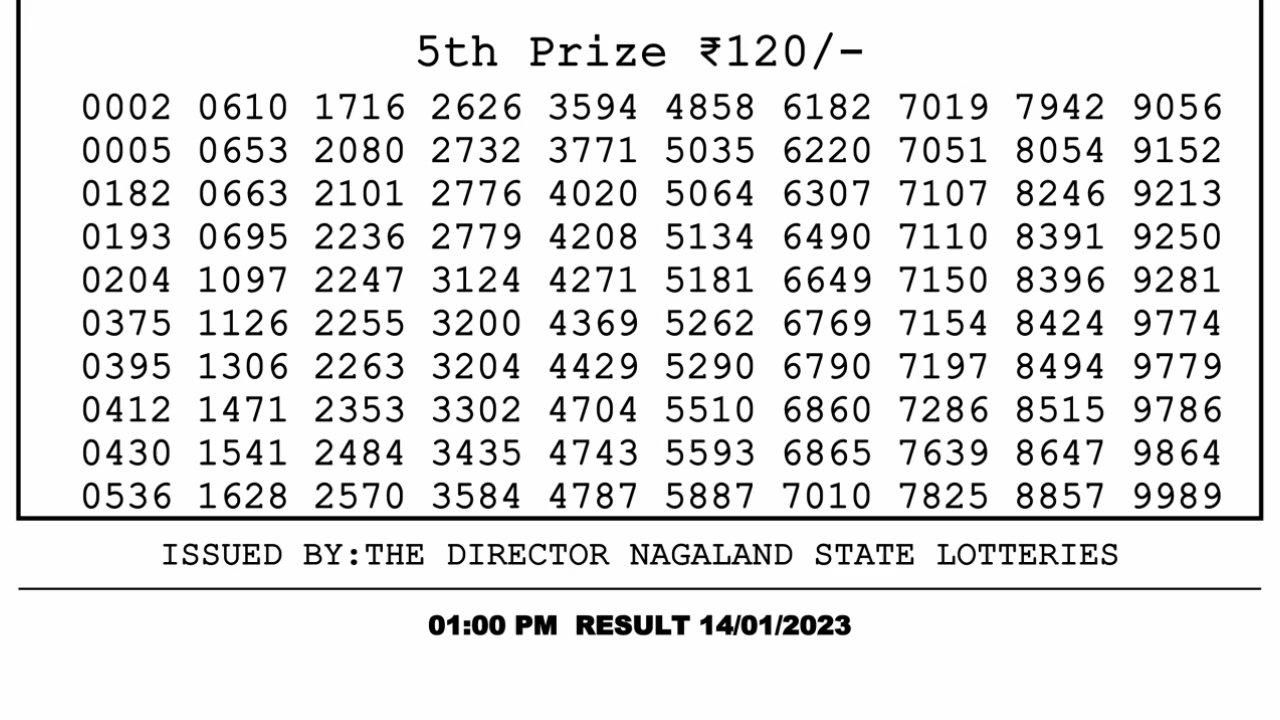 5th Prize ₹120/-
0002 0610 1716 2626 3594 4858 6182 7019 7942 9056
0005 0653 2080 2732 3771 5035 6220 7051 8054 9152
0182 0663 2101 2776 4020 5064 6307 7107 8246 9213
0193 0695 2236 2779 4208 5134 6490 7110 8391 9250
0204 1097 2247 3124 4271 5181 6649 7150 8396 9281
0375 1126 2255 3200 4369 5262 6769 7154 8424 9774
0395 1306 2263 3204 4429 5290 6790 7197 8494 9779
0412 1471 2353 3302 4704 5510 6860 7286 8515 9786
0430 1541 2484 3435 4743 5593 6865 7639 8647 9864
0536 1628 2570 3584 4787 5887 7010 7825 8857 9989
ISSUED BY:THE DIRECTOR NAGALAND STATE LOTTERIES
01:00 PM RESULT 14/01/2023